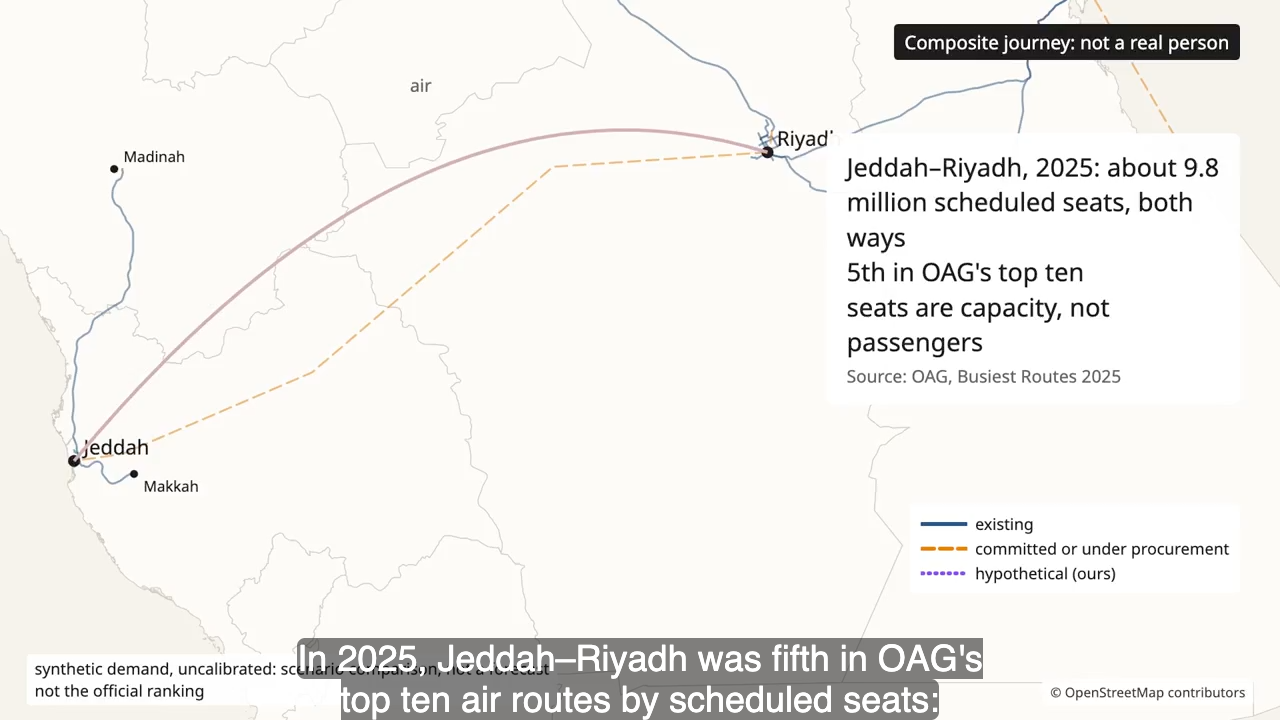 Composite journey: not a real person
air
Madinah
Riyadh
Jeddah–Riyadh, 2025: about 9.8
million scheduled seats, both
ways
5th in OAG's top ten
seats are capacity, not
passengers
Source: OAG, Busiest Routes 2025
Jeddah
Makkah
existing
committed or under procurement
hypothetical (ours)
synthetic demand, uncalibrated: scenario comparison, not a forecast
not the official ranking
In 2025, Jeddah–Riyadh was fifth in OAG's
top ten air routes by scheduled seats:
© OpenStreetMap contributors